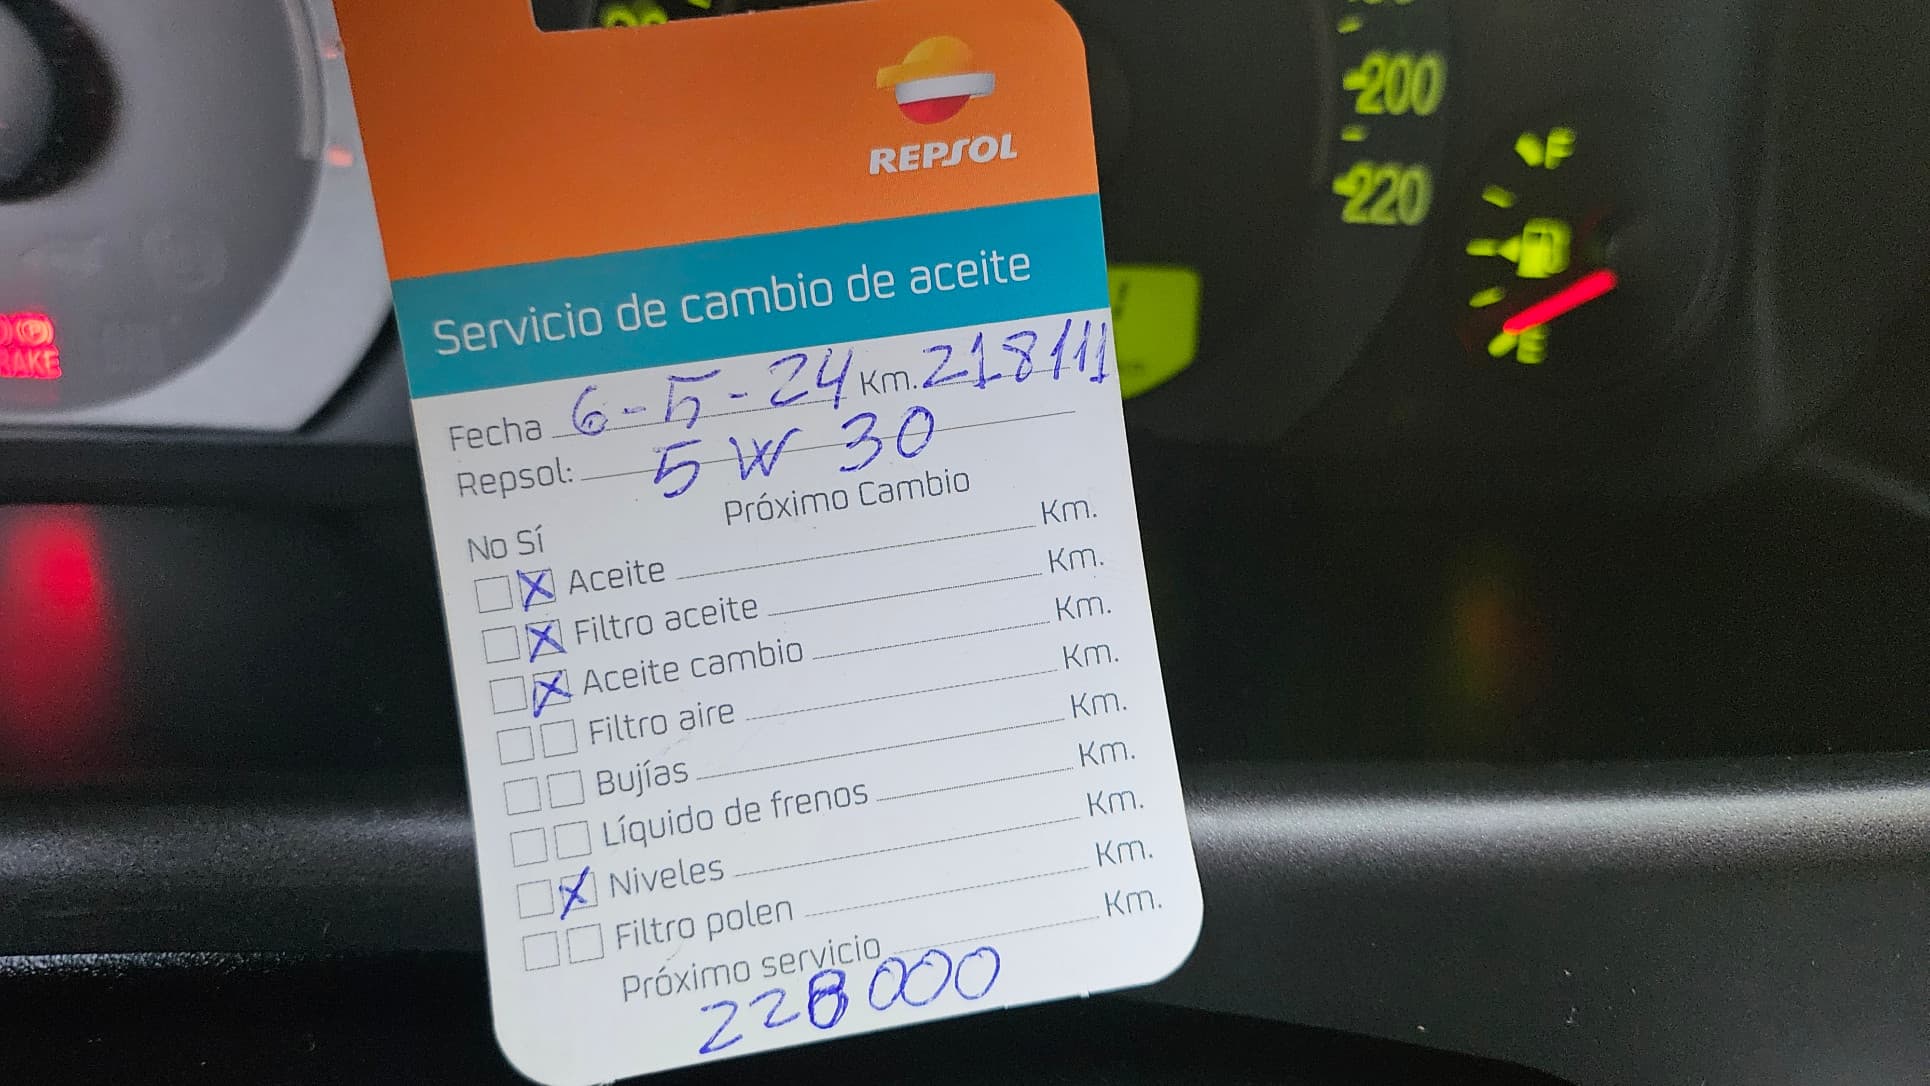 REPSOL
Servicio de cambio de aceite
Fecha 6-5-24 Km. 218111
Repsol: 5W30
Próximo Cambio
No Sí
X Aceite Km.
X Filtro aceite Km.
X Aceite cambio Km.
Filtro aire Km.
Bujías Km.
Líquido de frenos Km.
X Niveles Km.
Filtro polen Km.
Próximo servicio Km.
228000
200
220
F
E